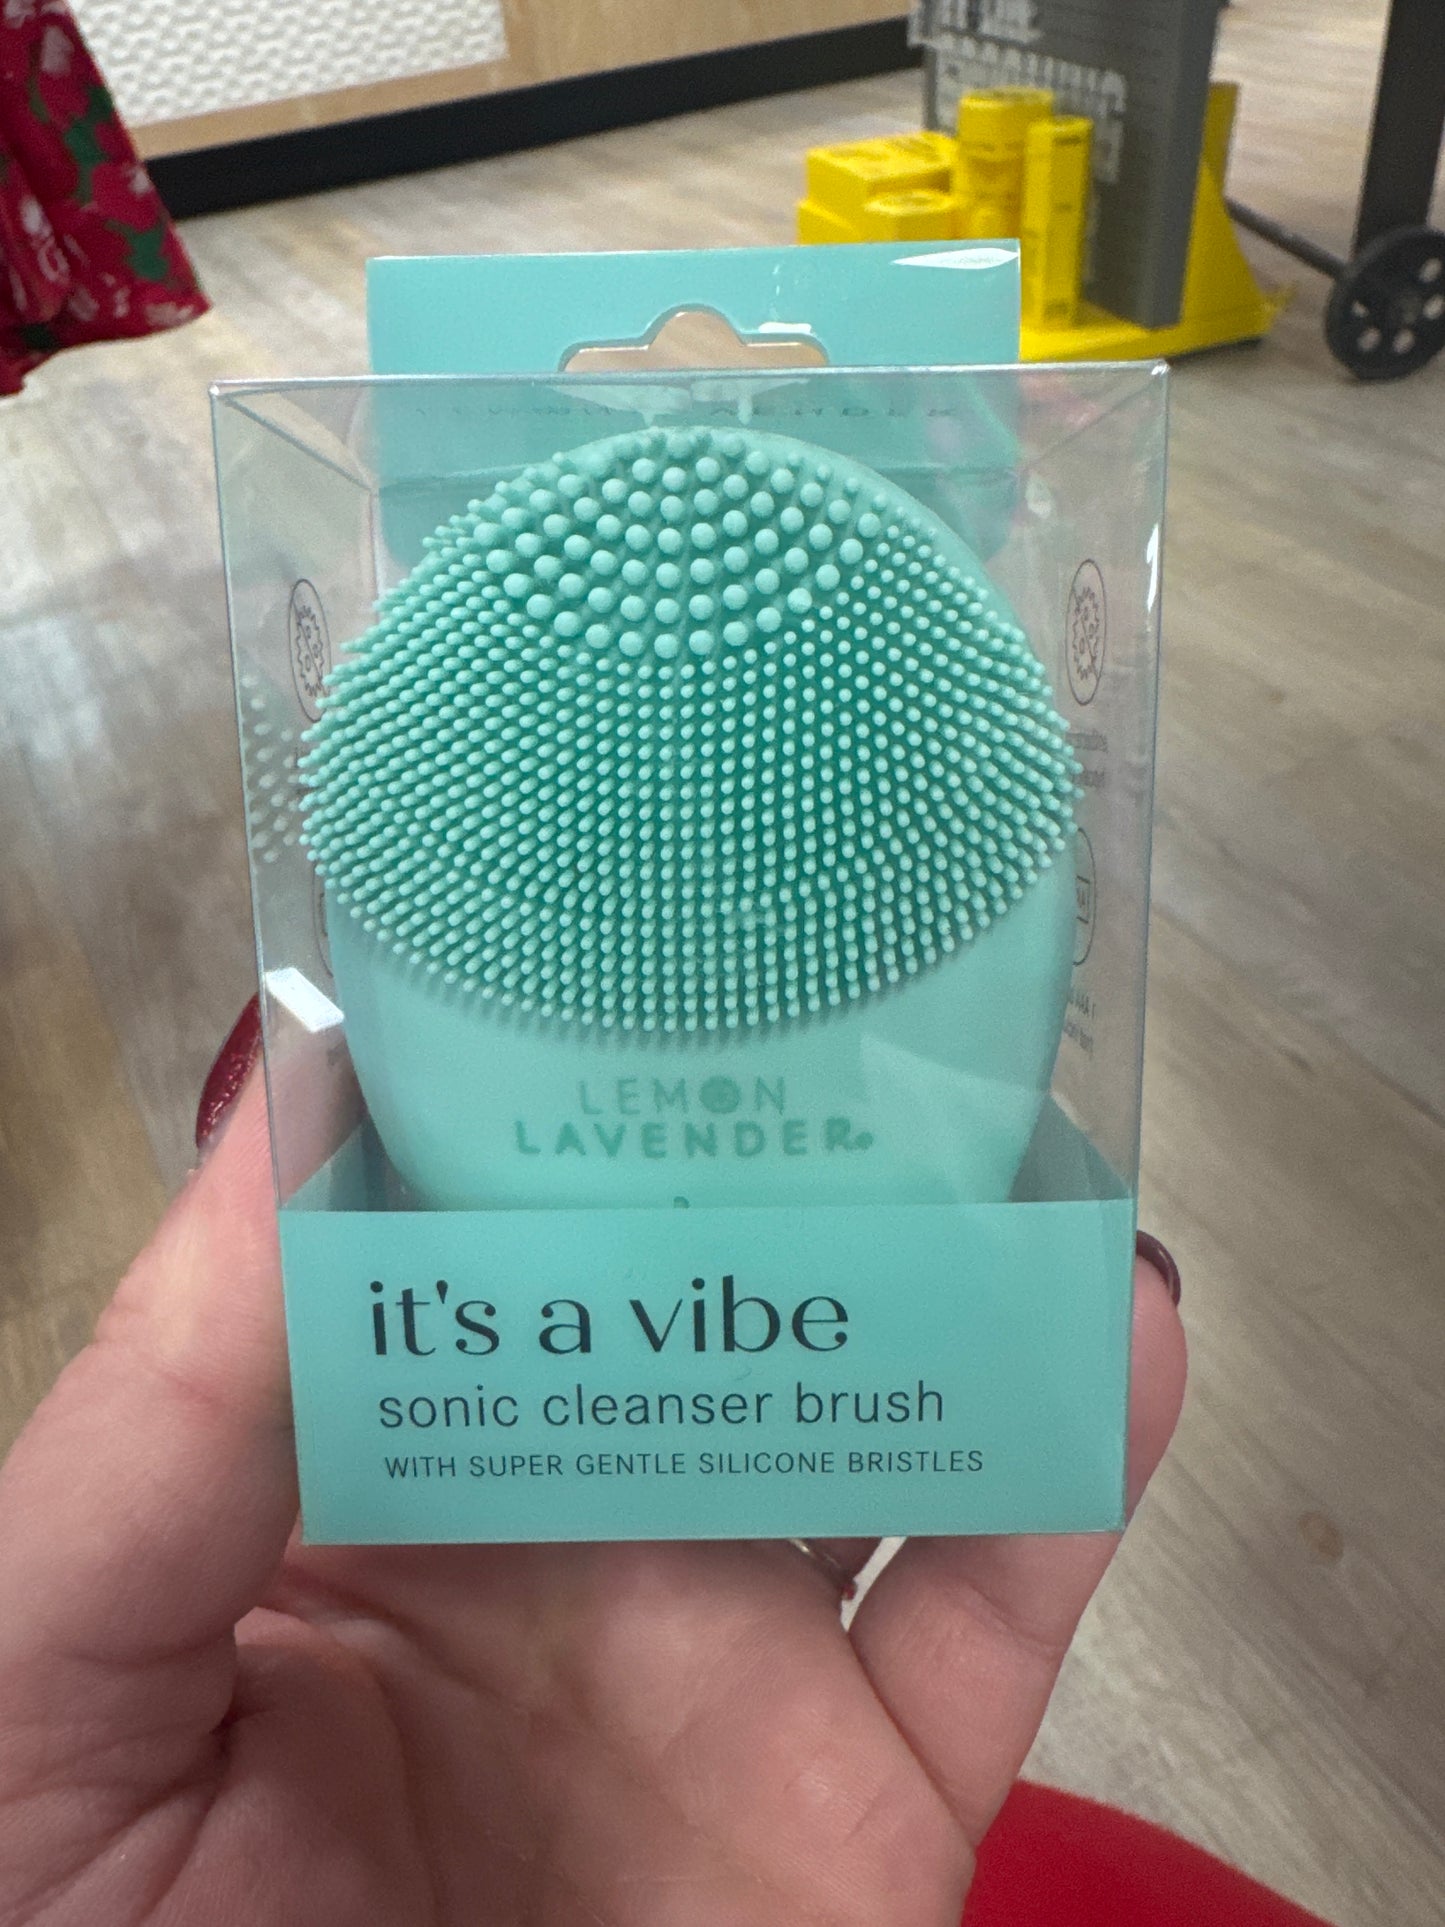 LEMON
LAVENDER®
it's a vibe
sonic cleanser brush
WITH SUPER GENTLE SILICONE BRISTLES